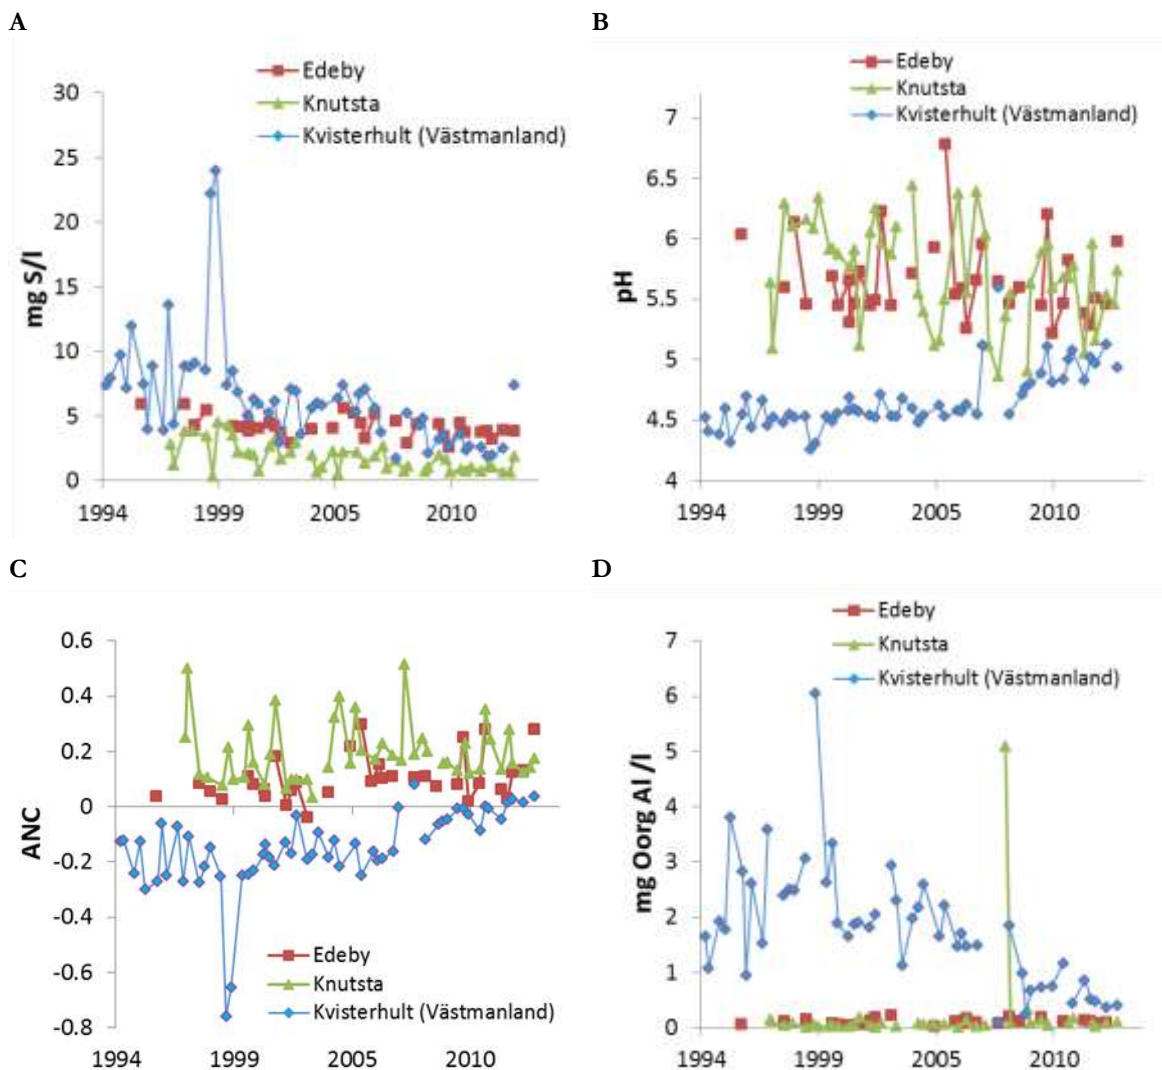 A
Edeby
Knutsta
Kvisterhult (Västmanland)
30
25
20
15
10
5
0
mg S/l
1994 1999 2005 2010
B
Edeby
Knutsta
Kvisterhult (Västmanland)
7
6.5
6
5.5
5
4.5
4
pH
1994 1999 2005 2010
C
0.6
0.4
0.2
0
-0.2
-0.4
-0.6
-0.8
ANC
Edeby
Knutsta
Kvisterhult (Västmanland)
1994 1999 2005 2010
D
Edeby
Knutsta
Kvisterhult (Västmanland)
7
6
5
4
3
2
1
0
mg Oorg Al /l
1994 1999 2005 2010